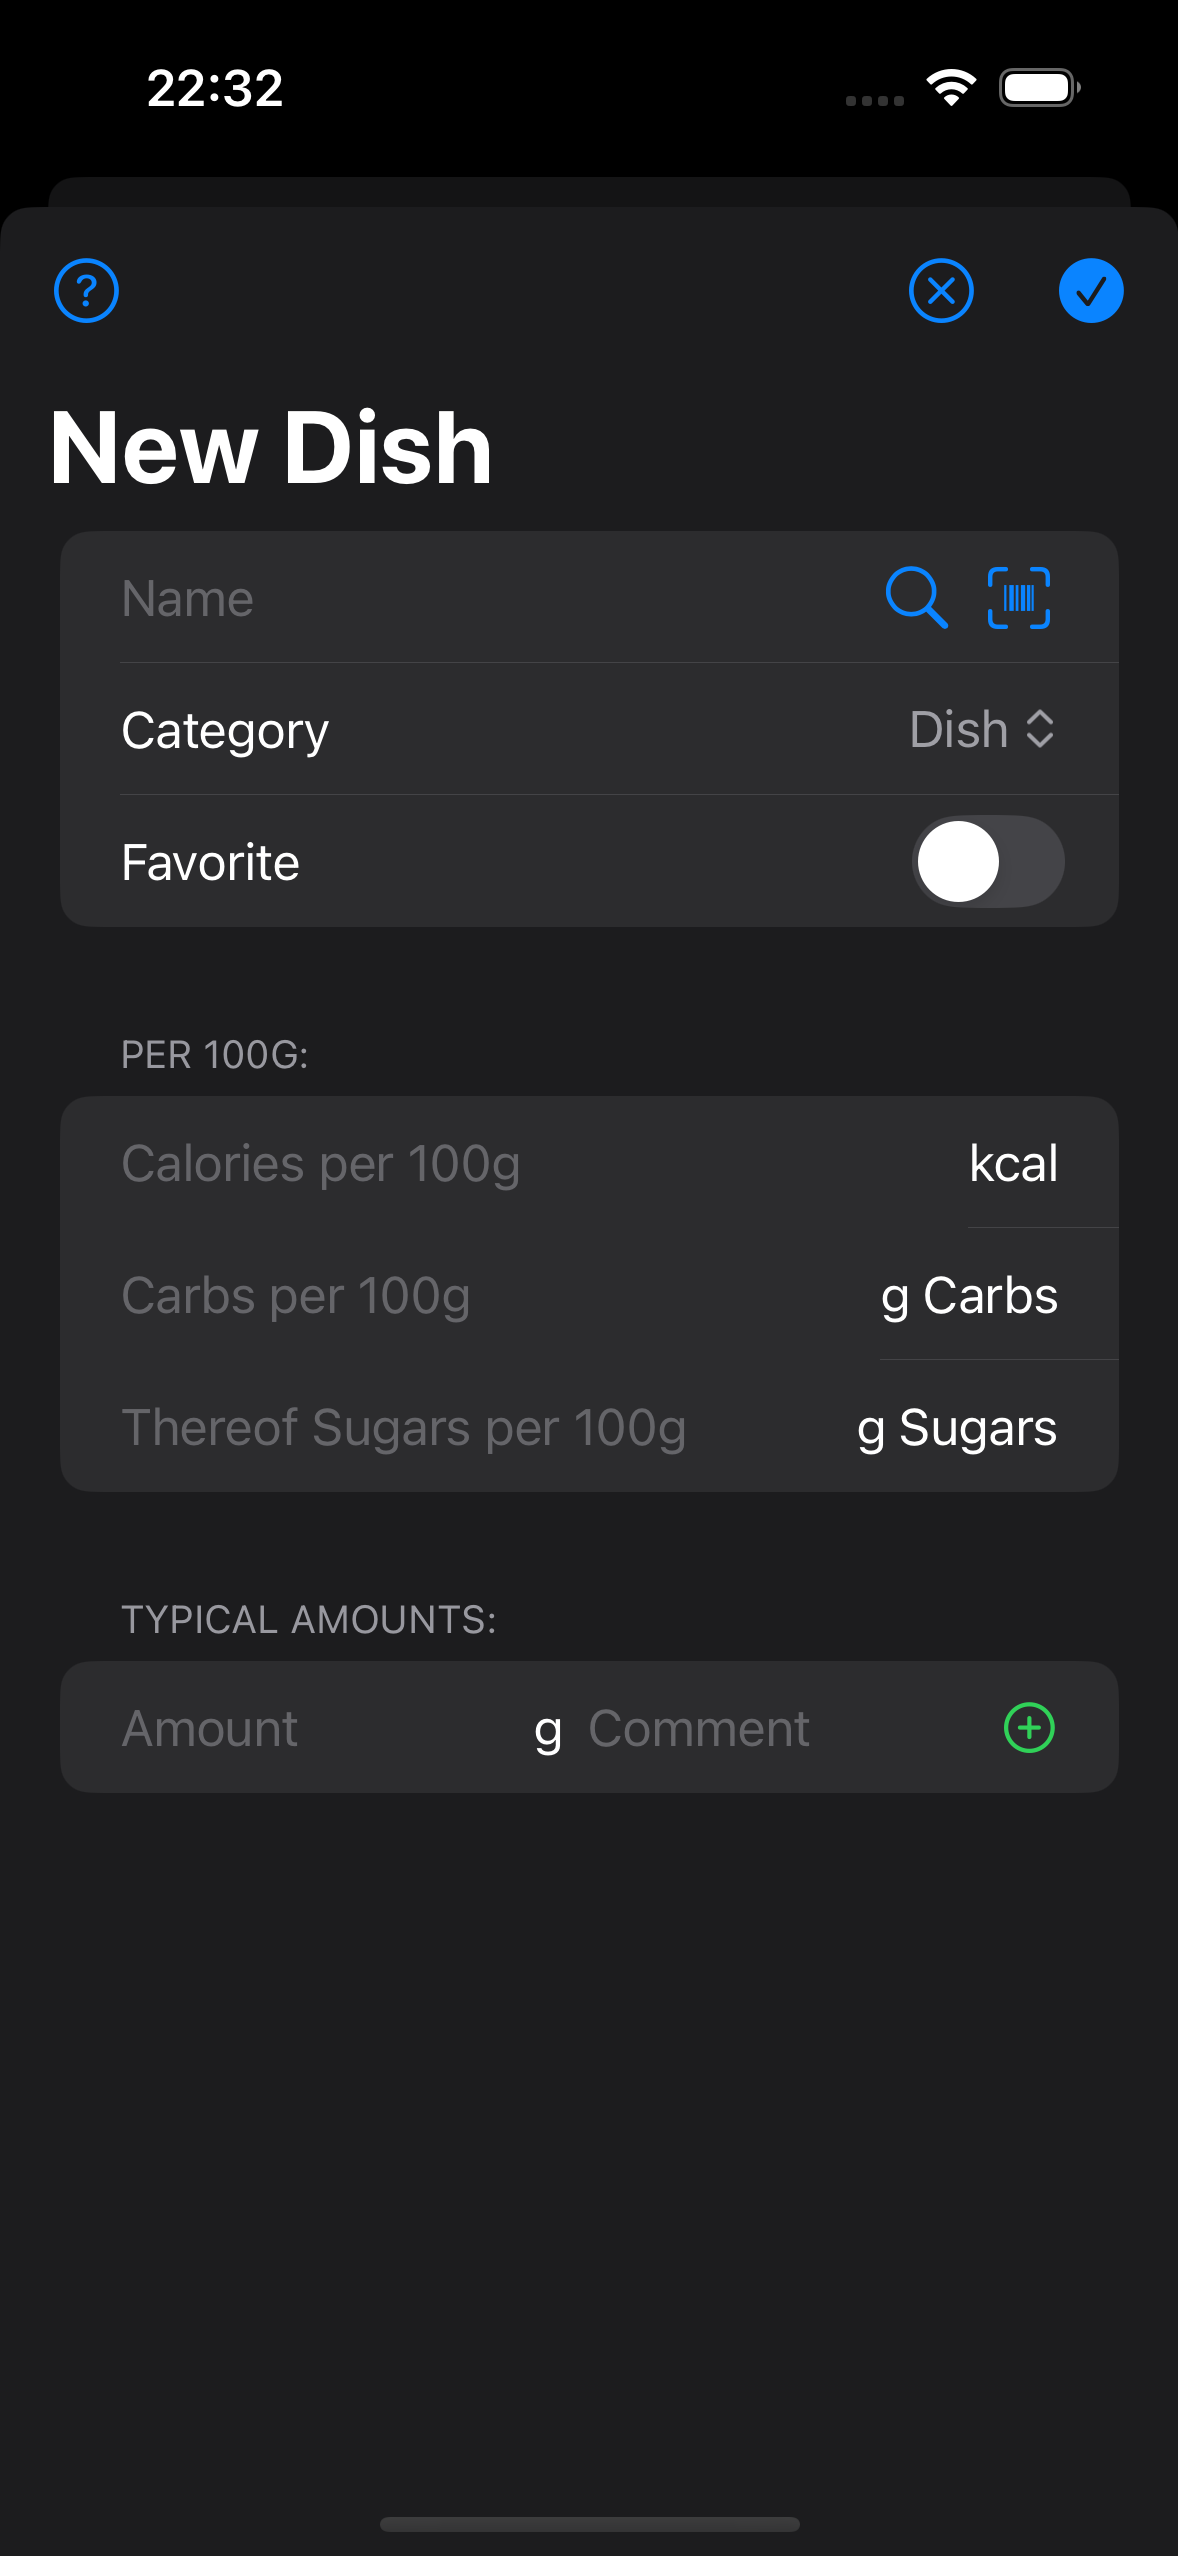 22:32
New Dish
Name
Category Dish
Favorite
PER 100G:
Calories per 100g kcal
Carbs per 100g g Carbs
Thereof Sugars per 100g g Sugars
TYPICAL AMOUNTS:
Amount g Comment